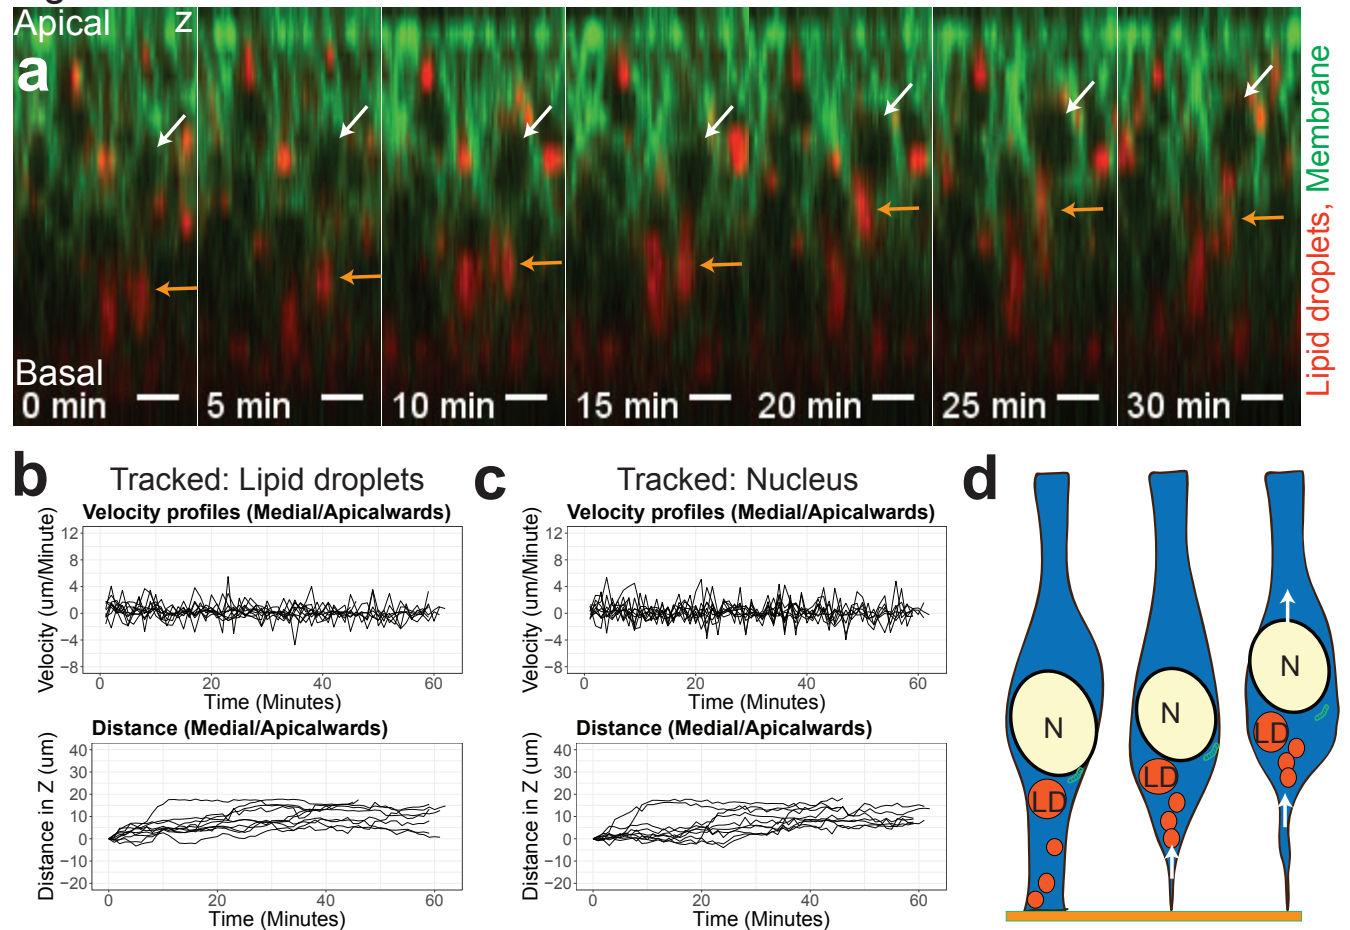 Apical
Z
a
Basal
0 min
5 min
10 min
15 min
20 min
25 min
30 min
Lipid droplets, Membrane
b
Tracked: Lipid droplets
Velocity profiles (Medial/Apicalwards)
Velocity (um/Minute)
12
8
4
0
−4
−8
0
20
40
60
Time (Minutes)
Distance (Medial/Apicalwards)
Distance in Z (um)
40
30
20
10
0
−10
−20
0
20
40
60
Time (Minutes)
c
Tracked: Nucleus
Velocity profiles (Medial/Apicalwards)
Velocity (um/Minute)
12
8
4
0
−4
−8
0
20
40
60
Time (Minutes)
Distance (Medial/Apicalwards)
Distance in Z (um)
40
30
20
10
0
−10
−20
0
20
40
60
Time (Minutes)
d
N
LD
N
LD
N
LD